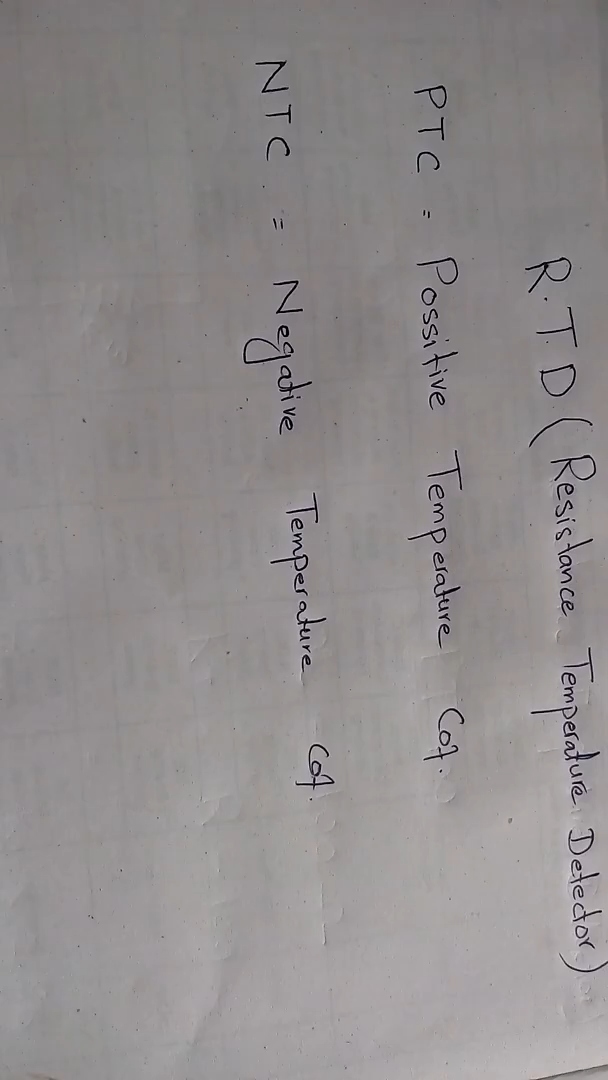 R.T.D (Resistance Temperature Detector)
PTC = Possitive Temperature Cof.
NTC = Negative Temperature Cof.